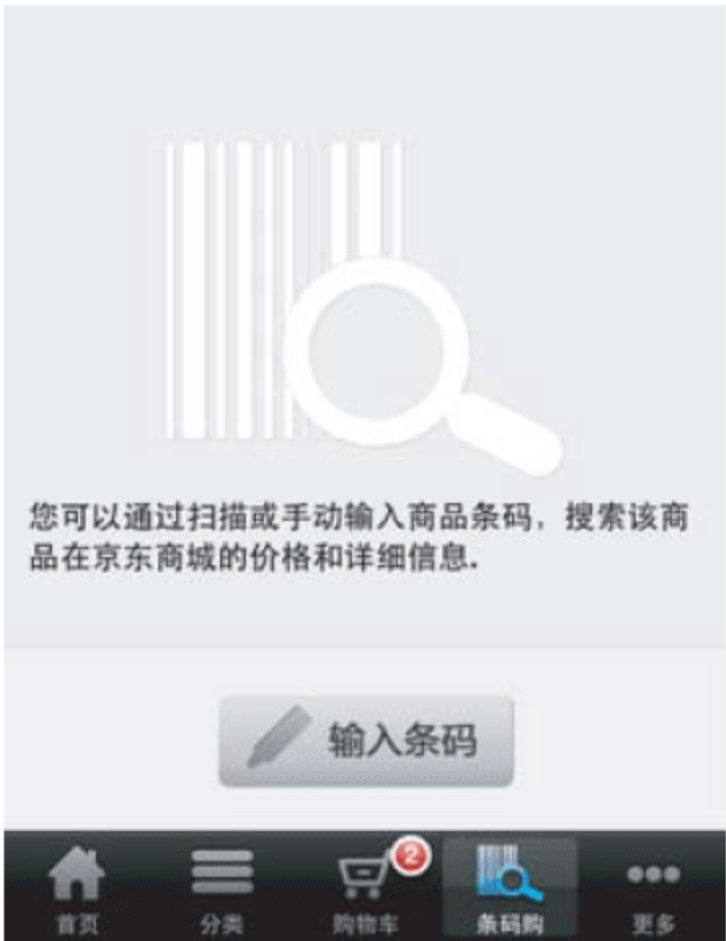 您可以通过扫描或手动输入商品条码，搜索该商
品在京东商城的价格和详细信息.
输入条码
2
首页 分类 购物车 条码购 更多